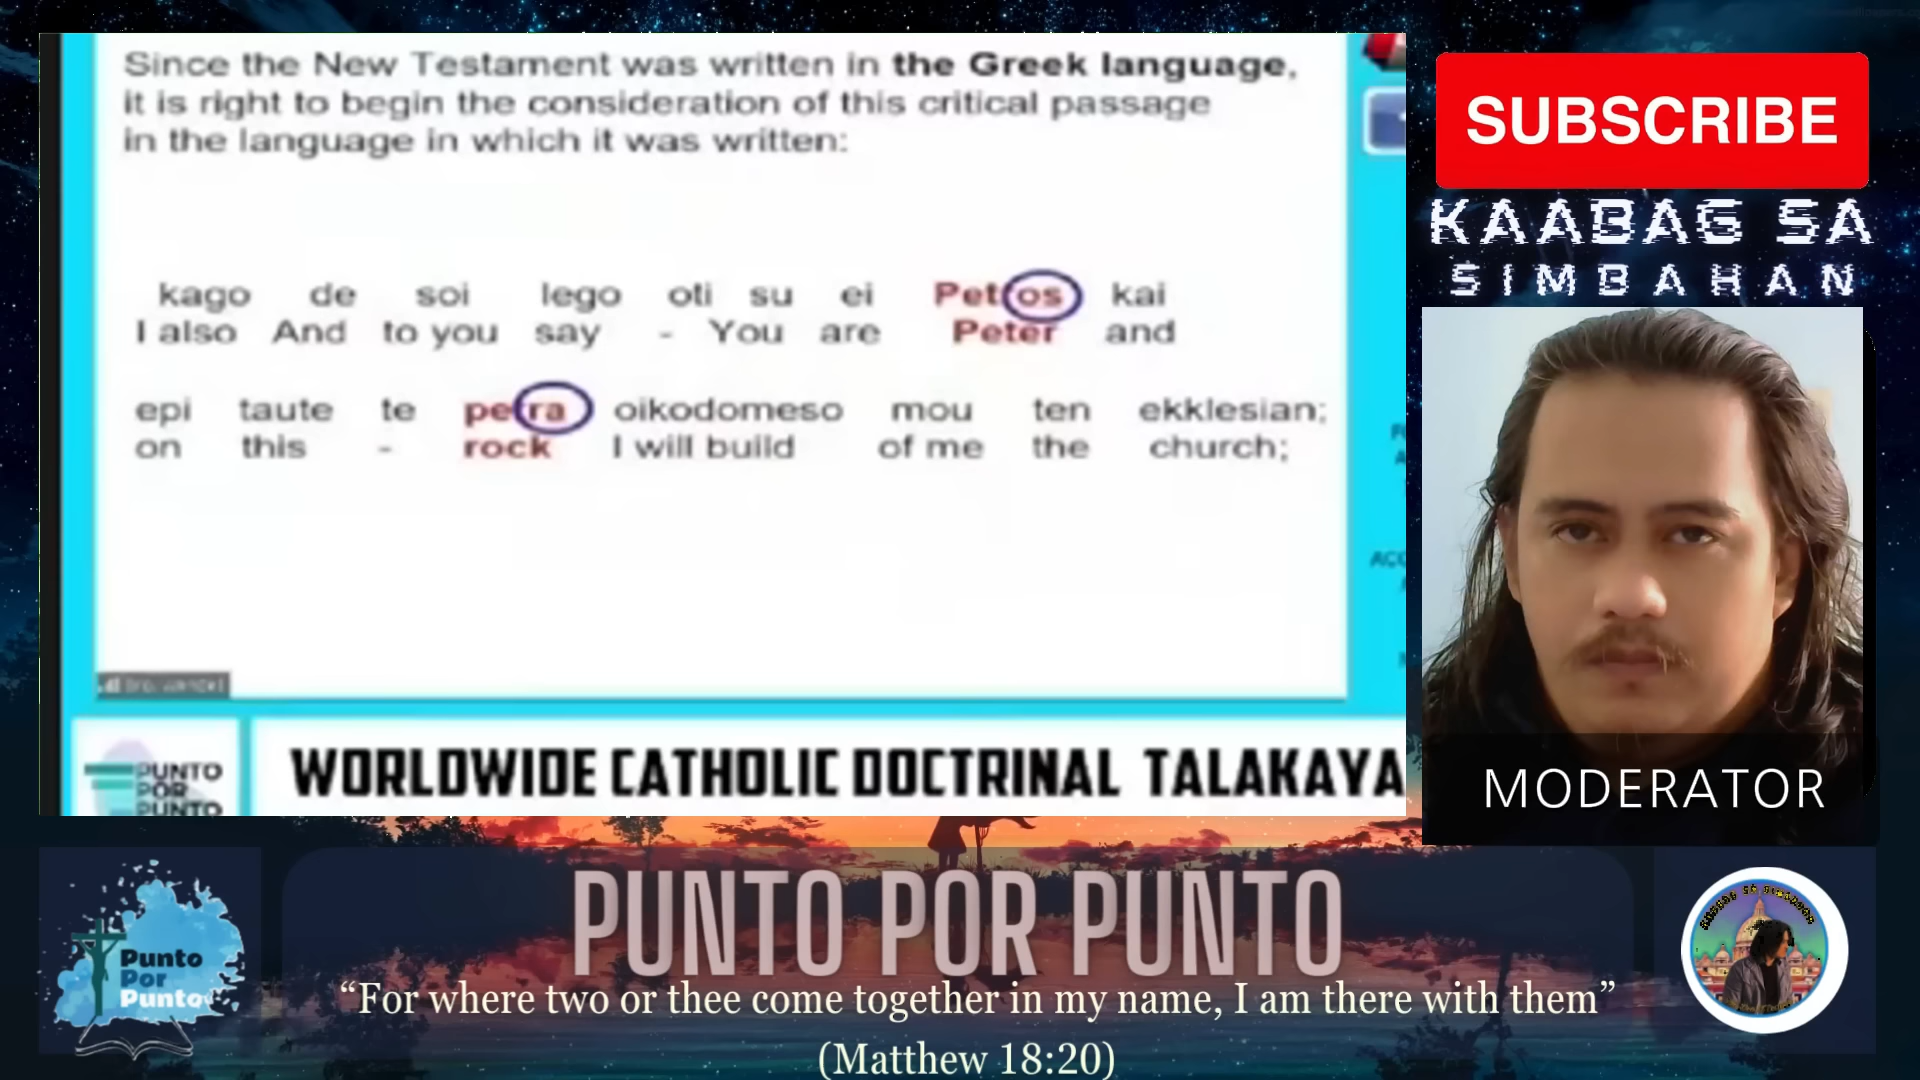 Since the New Testament was written in the Greek language,
it is right to begin the consideration of this critical passage
in the language in which it was written:
kago de soi lego oti su ei Petros kai
I also And to you say - You are Peter and
epi taute te petra oikodomeso mou ten ekklesian;
on this - rock I will build of me the church;
PUNTO
POR
PUNTO
WORLDWIDE CATHOLIC DOCTRINAL TALAKAYA
SUBSCRIBE
KAABAG SA
SIMBAHAN
MODERATOR
Punto
Por
Punto
PUNTO POR PUNTO
“For where two or thee come together in my name, I am there with them”
(Matthew 18:20)
KAABAG SA SIMBAHAN